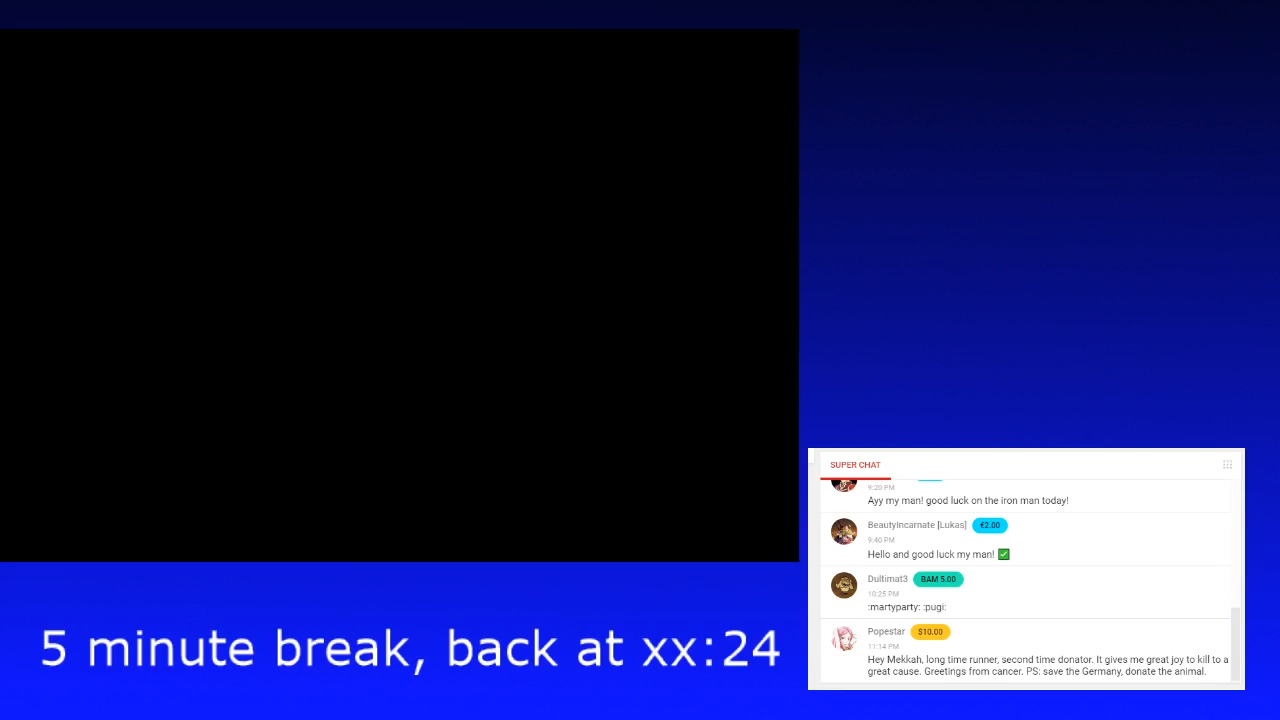 SUPER CHAT
9:20 PM
Ayy my man! good luck on the iron man today!
BeautyIncarnate [Lukas] €2.00
9:40 PM
Hello and good luck my man! ✅
Dultimat3 BAM 5.00
10:25 PM
:martyparty: :pugi:
Popestar $10.00
11:14 PM
Hey Mekkah, long time runner, second time donator. It gives me great joy to kill to a
great cause. Greetings from cancer. PS: save the Germany, donate the animal.
5 minute break, back at xx:24